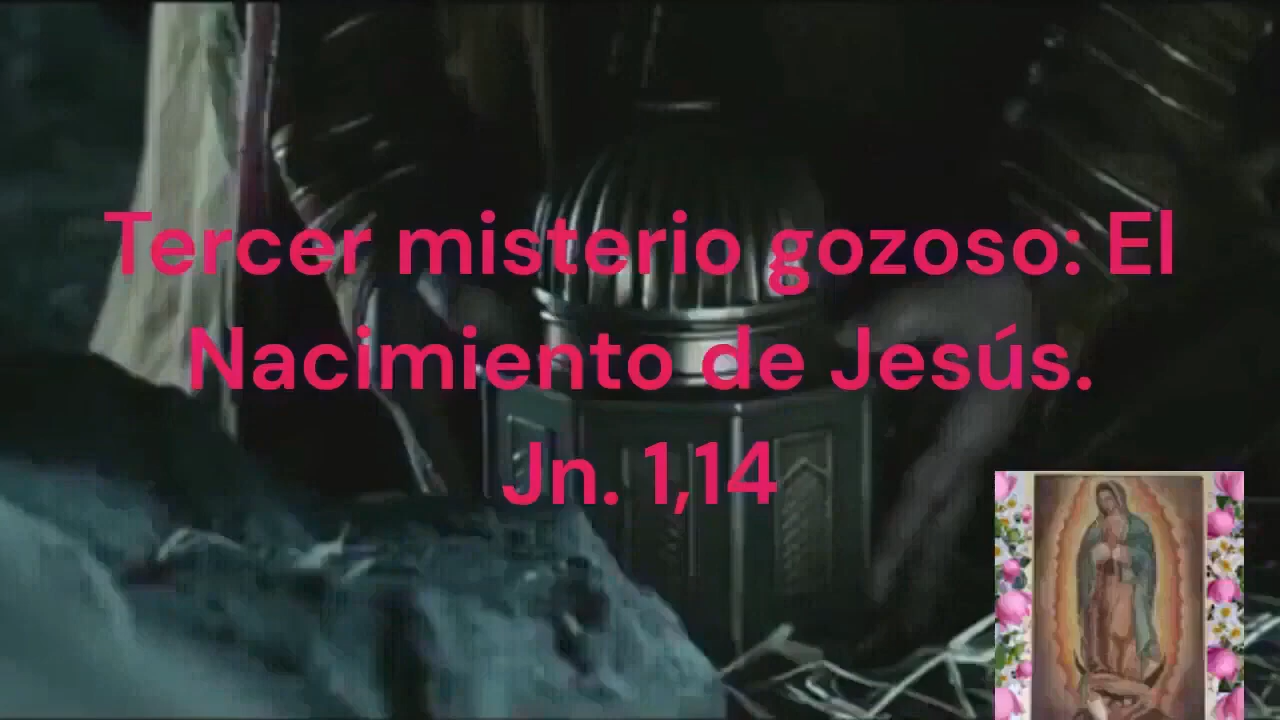 Tercer misterio gozoso: El
Nacimiento de Jesús.
Jn. 1,14